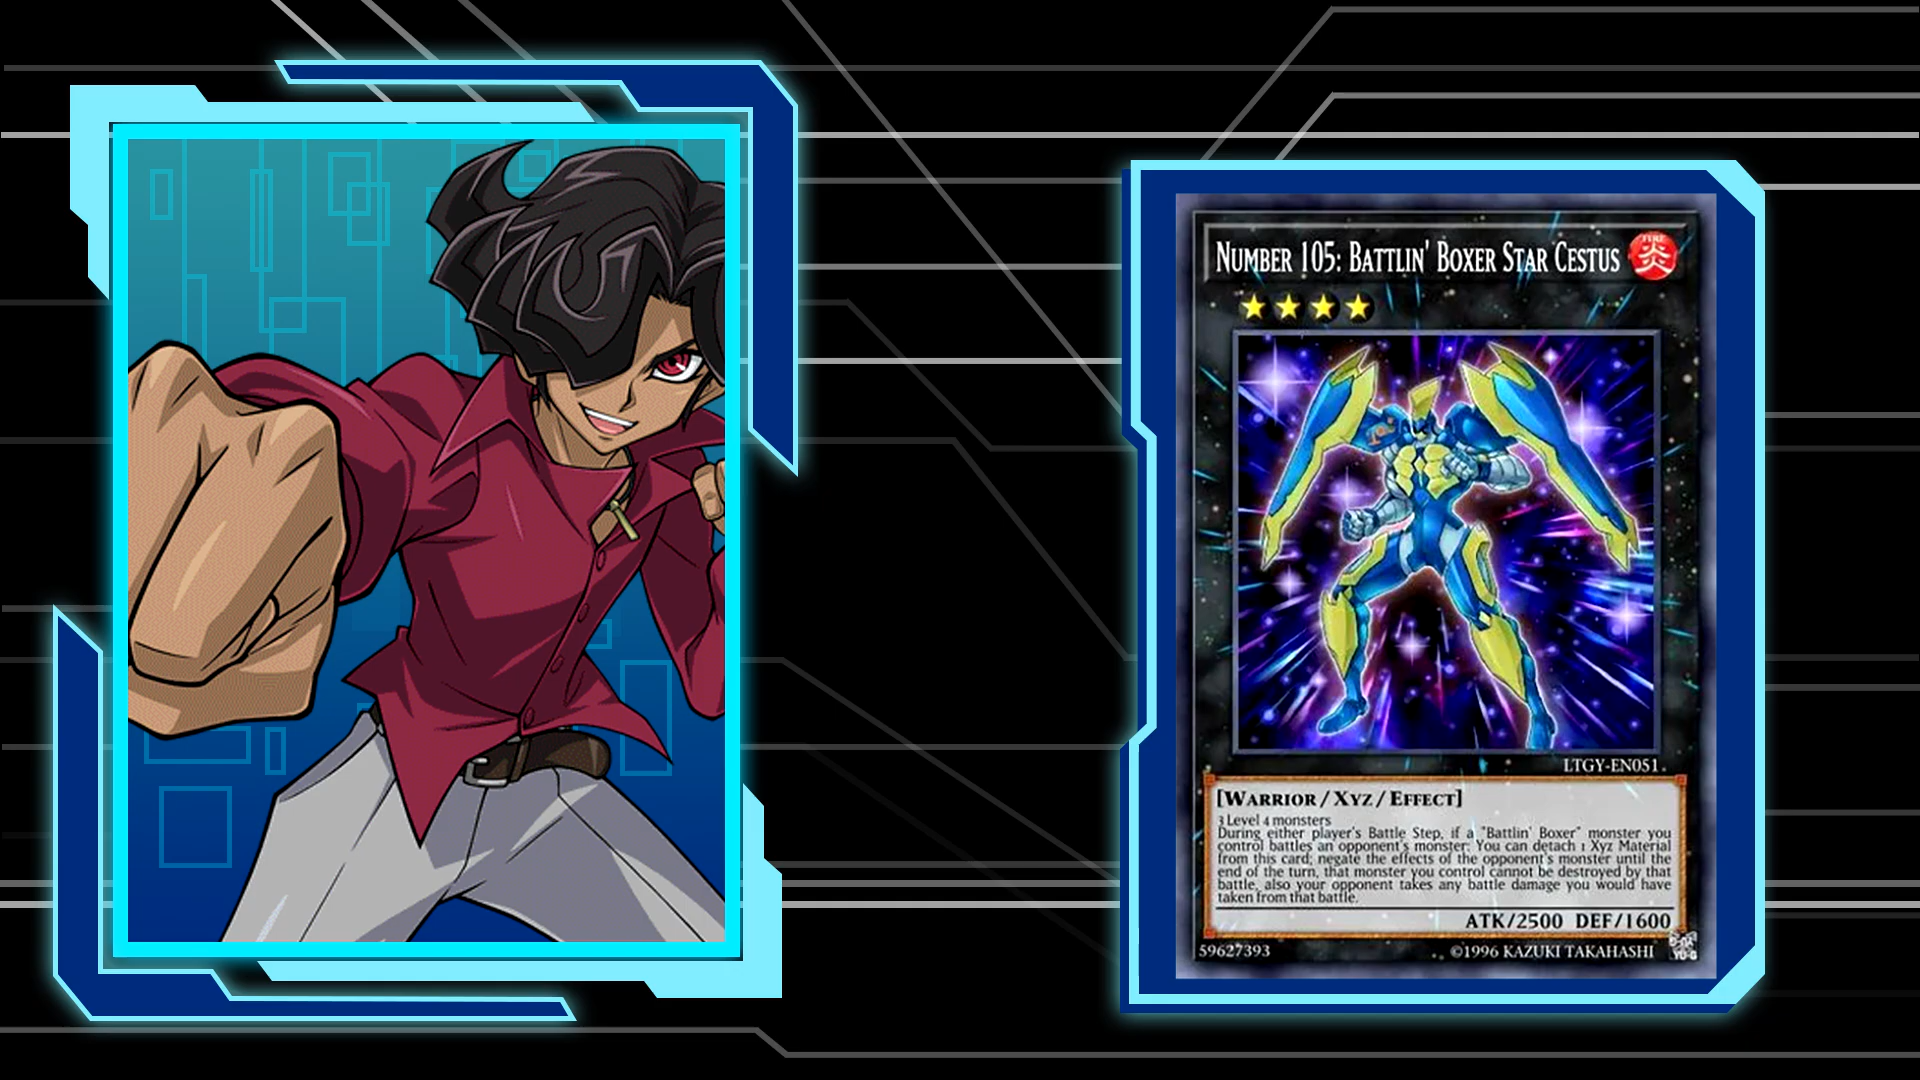 NUMBER 105: BATTLIN' BOXER STAR CESTUS
FIRE
炎
LTGY-EN051
[WARRIOR/XYZ/EFFECT]
3 Level 4 monsters
During either player's Battle Step, if a "Battlin' Boxer" monster you
control battles an opponent's monster: You can detach 1 Xyz Material
from this card; negate the effects of the opponent's monster until the
end of the turn, that monster you control cannot be destroyed by that
battle, also your opponent takes any battle damage you would have
taken from that battle.
ATK/2500 DEF/1600
59627393
©1996 KAZUKI TAKAHASHI